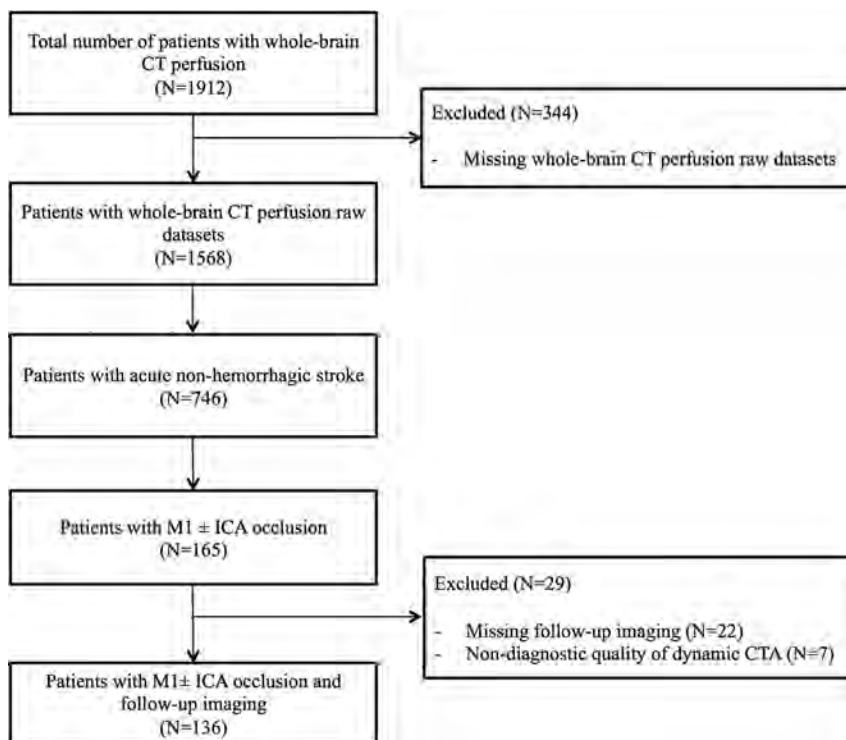 Total number of patients with whole-brain
CT perfusion
(N=1912)
Excluded (N=344)
- Missing whole-brain CT perfusion raw datasets
Patients with whole-brain CT perfusion raw
datasets
(N=1568)
Patients with acute non-hemorrhagic stroke
(N=746)
Patients with M1 ± ICA occlusion
(N=165)
Excluded (N=29)
- Missing follow-up imaging (N=22)
- Non-diagnostic quality of dynamic CTA (N=7)
Patients with M1± ICA occlusion and
follow-up imaging
(N=136)